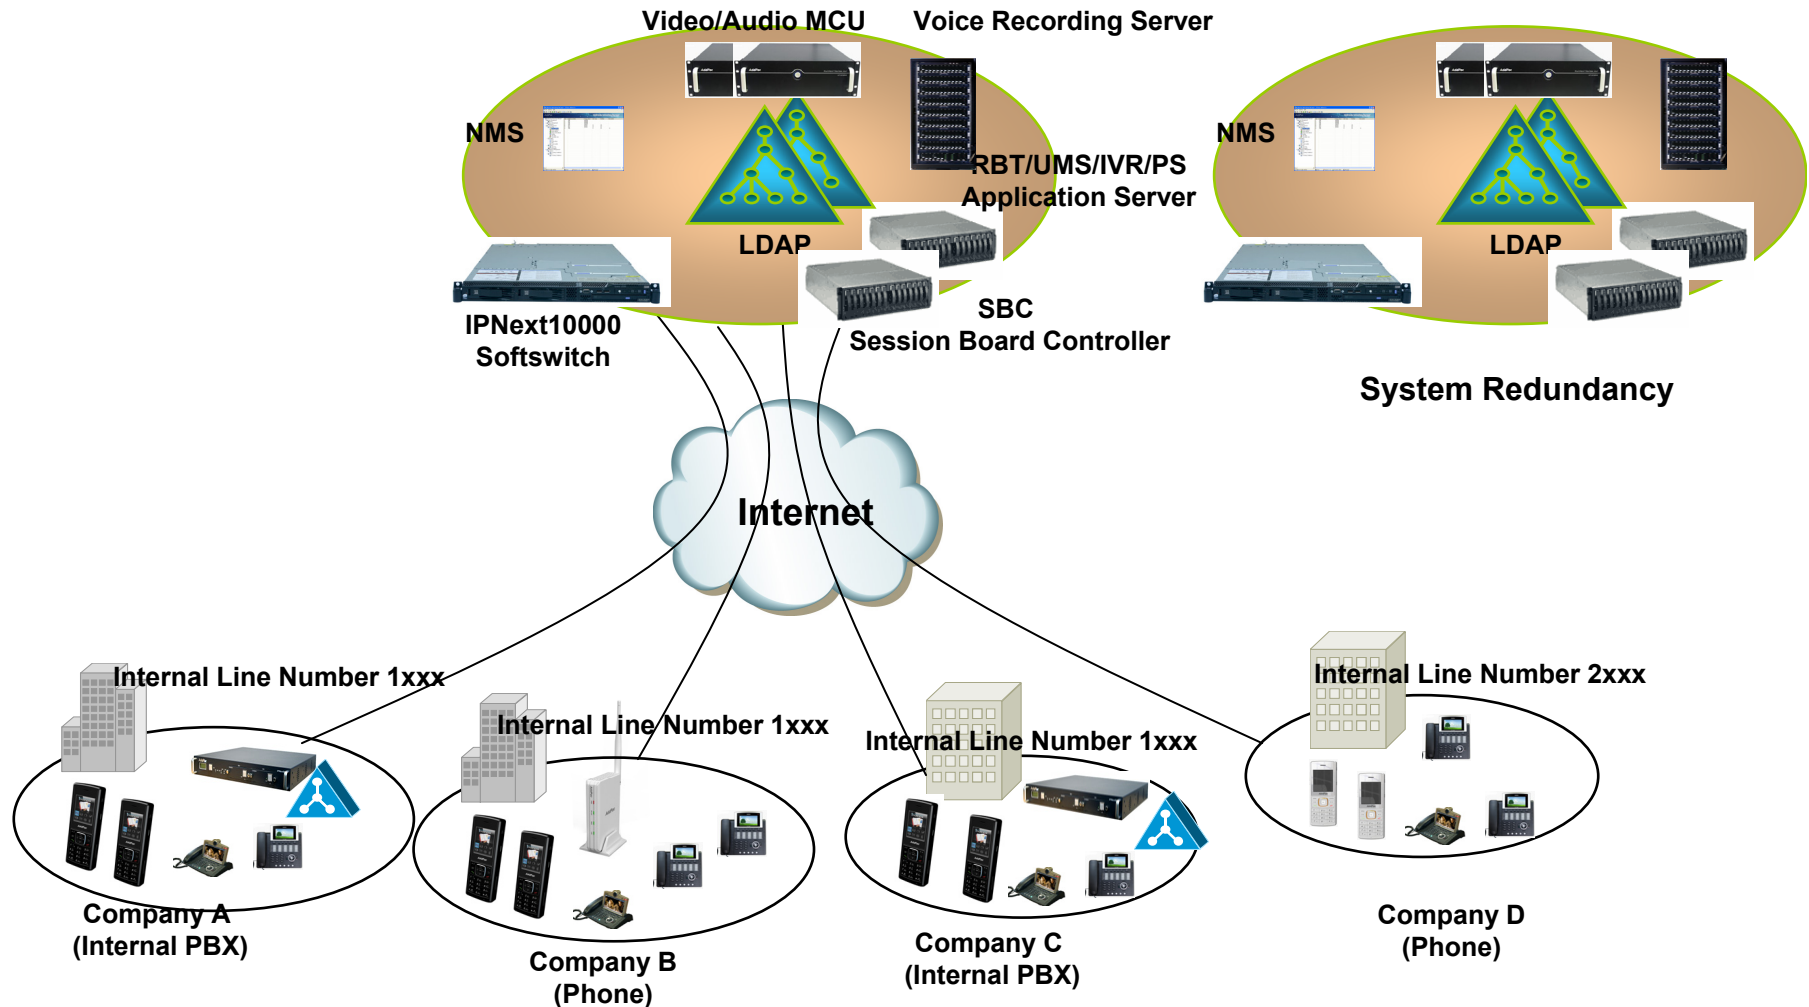 Video/Audio MCU
Voice Recording Server
NMS
RBT/UMS/IVR/PS
Application Server
LDAP
IPNext10000
Softswitch
SBC
Session Board Controller
NMS
LDAP
System Redundancy
Internet
Internal Line Number 1xxx
Internal Line Number 1xxx
Internal Line Number 1xxx
Internal Line Number 2xxx
Company A
(Internal PBX)
Company B
(Phone)
Company C
(Internal PBX)
Company D
(Phone)